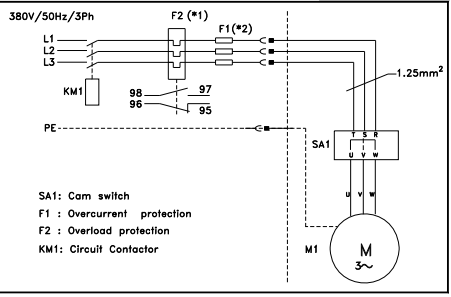 380V/50Hz/3Ph
F2 (*1)
F1(*2)
L1
L2
L3
KM1
98 97
96 95
1.25mm²
PE
T S R
SA1
U V W
U V W
SA1: Cam switch
F1 : Overcurrent protection
F2 : Overload protection
KM1: Circuit Contactor
M1
M
3~